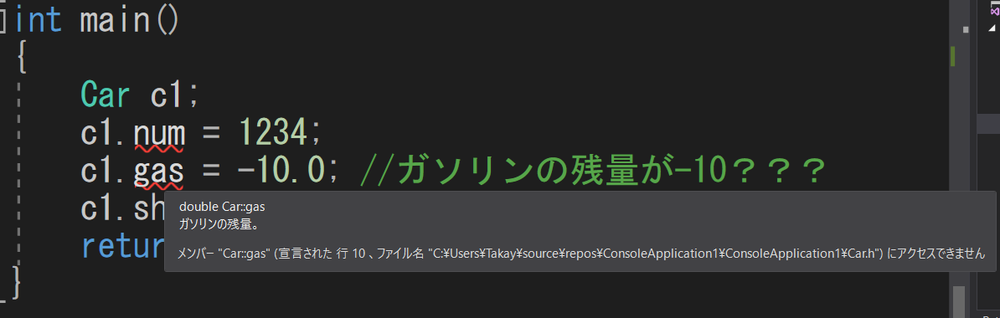 int main()
{
Car c1;
c1.num = 1234;
c1.gas = -10.0; //ガソリンの残量が-10？？？
c1.sh
double Car::gas
ガソリンの残量。
retur
メンバー "Car::gas" (宣言された 行 10 、ファイル名 "C:¥Users¥Takay¥source¥repos¥ConsoleApplication1¥ConsoleApplication1¥Car.h") にアクセスできません
}